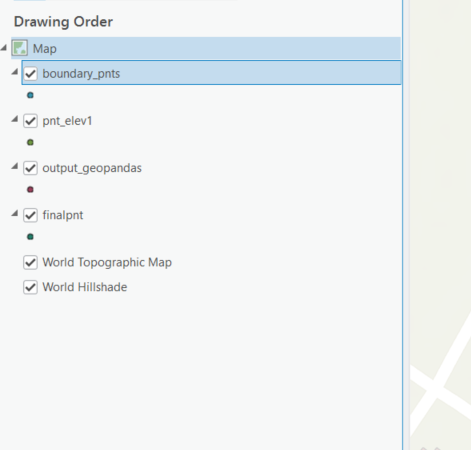 Drawing Order
Map
boundary_pnts
pnt_elev1
output_geopandas
finalpnt
World Topographic Map
World Hillshade